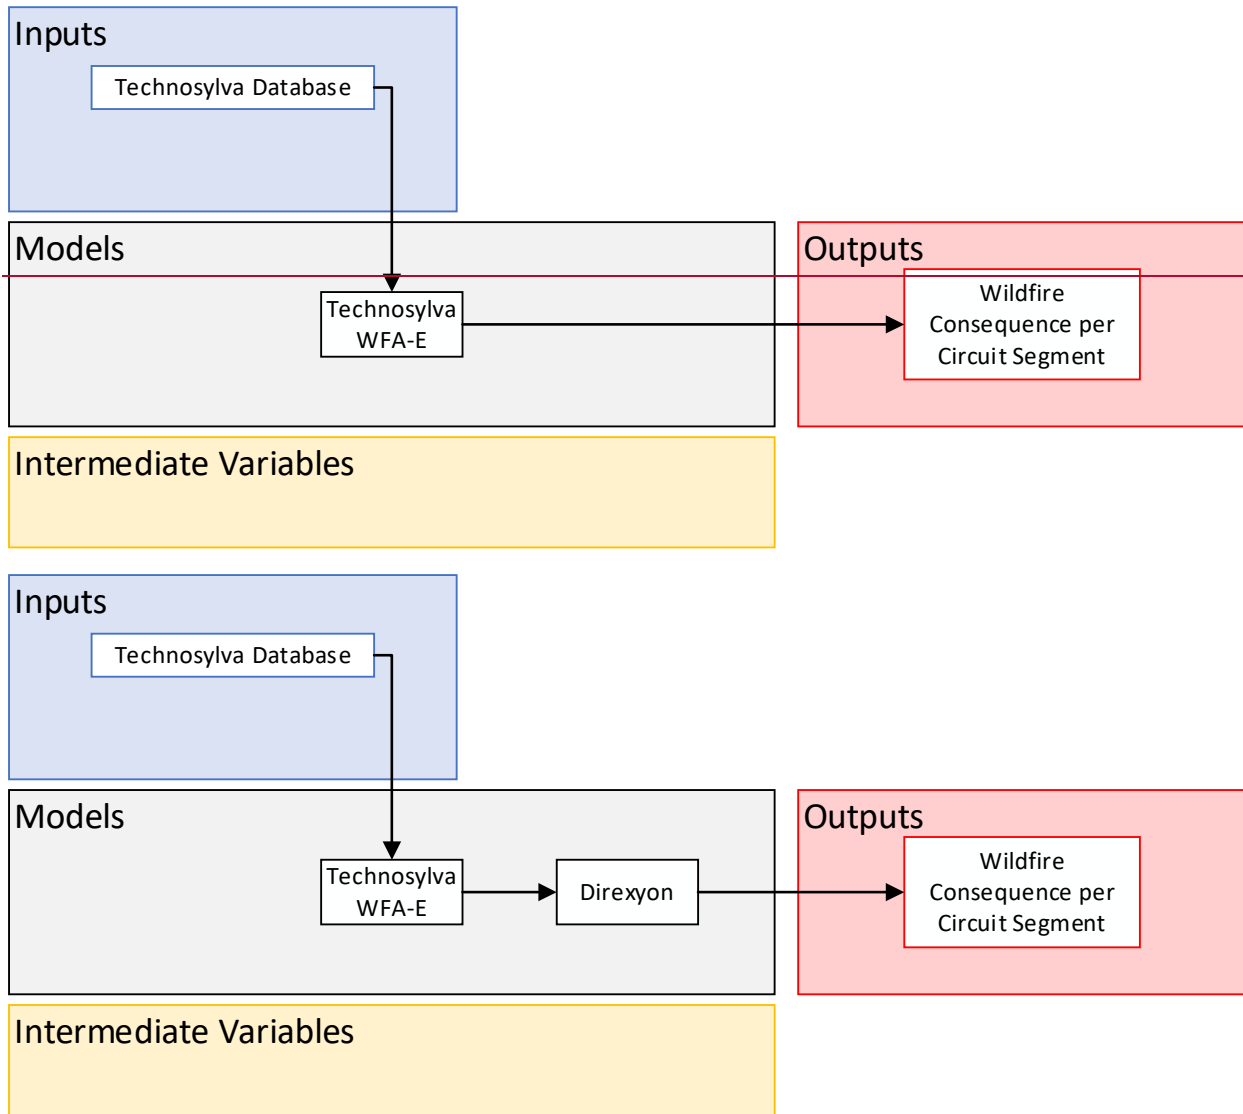 Inputs
Technosylva Database
Models
Technosylva
WFA-E
Outputs
Wildfire
Consequence per
Circuit Segment
Intermediate Variables
Inputs
Technosylva Database
Models
Technosylva
WFA-E
Direxyon
Outputs
Wildfire
Consequence per
Circuit Segment
Intermediate Variables